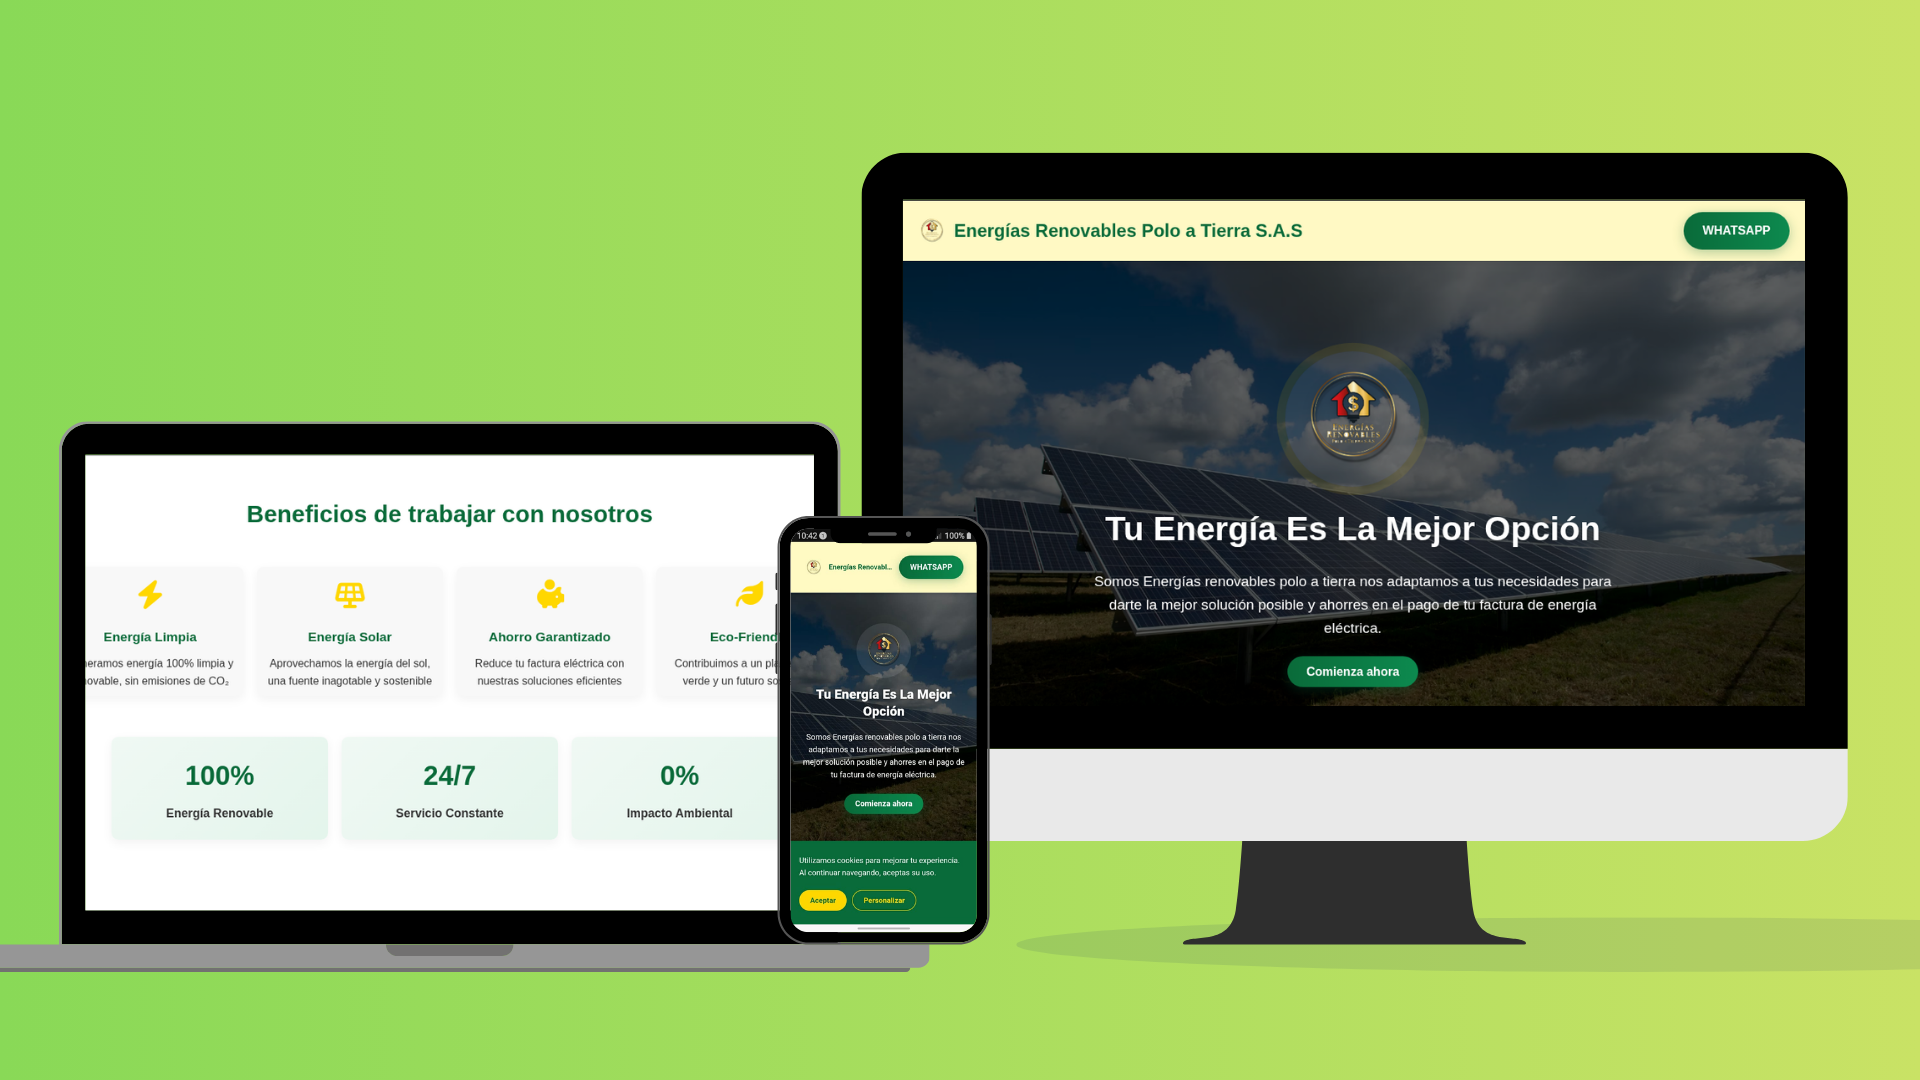 Energías Renovables Polo a Tierra S.A.S
WHATSAPP
ENERGÍAS
RENOVABLES
Tu Energía Es La Mejor Opción
Somos Energías renovables polo a tierra nos adaptamos a tus necesidades para
darte la mejor solución posible y ahorres en el pago de tu factura de energía
eléctrica.
Comienza ahora
Beneficios de trabajar con nosotros
Energía Limpia
eramos energía 100% limpia y
ovable, sin emisiones de CO₂
Energía Solar
Aprovechamos la energía del sol,
una fuente inagotable y sostenible
Ahorro Garantizado
Reduce tu factura eléctrica con
nuestras soluciones eficientes
Eco-Friend
Contribuimos a un pla
verde y un futuro so
100%
Energía Renovable
24/7
Servicio Constante
0%
Impacto Ambiental
10:42
100%
Energías Renovabl...
WHATSAPP
Tu Energía Es La Mejor
Opción
Somos Energías renovables polo a tierra nos
adaptamos a tus necesidades para darte la
mejor solución posible y ahorres en el pago de
tu factura de energía eléctrica.
Comienza ahora
Utilizamos cookies para mejorar tu experiencia.
Al continuar navegando, aceptas su uso.
Aceptar
Personalizar